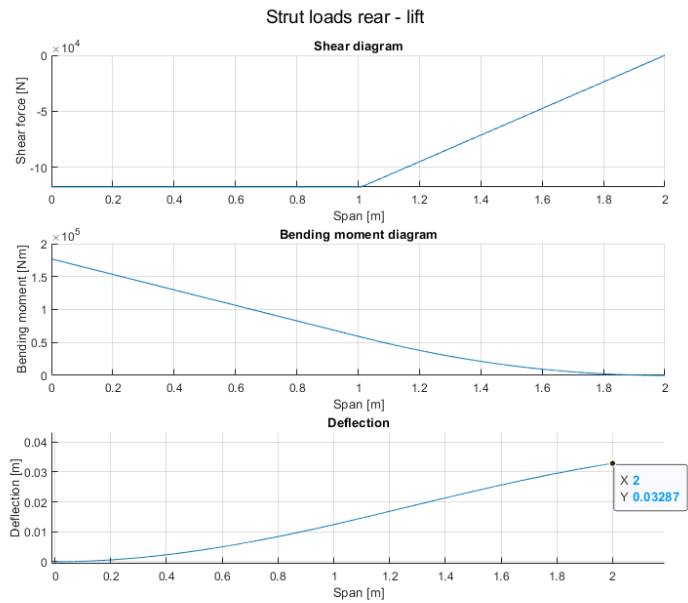 Strut loads rear - lift
×10⁴
Shear diagram
0
-5
-10
Shear force [N]
0 0.2 0.4 0.6 0.8 1 1.2 1.4 1.6 1.8 2
Span [m]
×10⁵
Bending moment diagram
2
1.5
1
0.5
0
Bending moment [Nm]
0 0.2 0.4 0.6 0.8 1 1.2 1.4 1.6 1.8 2
Span [m]
Deflection
0.04
0.03
0.02
0.01
0
Deflection [m]
X 2
Y 0.03287
0 0.2 0.4 0.6 0.8 1 1.2 1.4 1.6 1.8 2
Span [m]